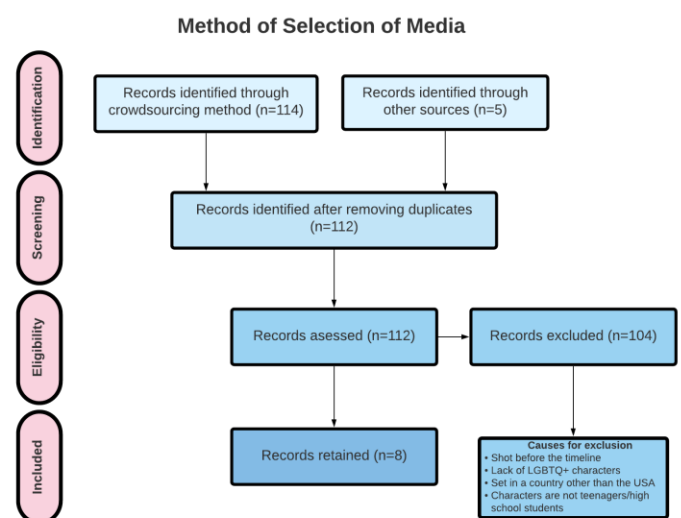 Method of Selection of Media
Identification
Records identified through
crowdsourcing method (n=114)
Records identified through
other sources (n=5)
Screening
Records identified after removing duplicates
(n=112)
Eligibility
Records asessed (n=112)
Records excluded (n=104)
Included
Records retained (n=8)
Causes for exclusion
• Shot before the timeline
• Lack of LGBTQ+ characters
• Set in a country other than the USA
• Characters are not teenagers/high
school students